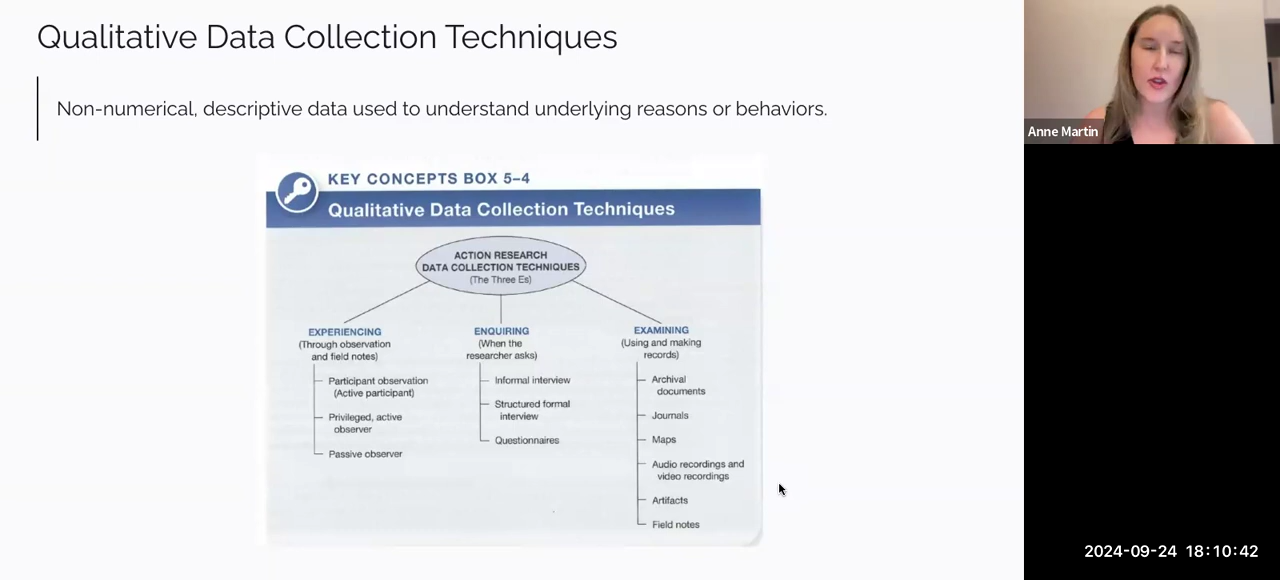 Qualitative Data Collection Techniques
Non-numerical, descriptive data used to understand underlying reasons or behaviors.
KEY CONCEPTS BOX 5–4
Qualitative Data Collection Techniques
ACTION RESEARCH
DATA COLLECTION TECHNIQUES
(The Three Es)
EXPERIENCING
(Through observation
and field notes)
Participant observation
(Active participant)
Privileged, active
observer
Passive observer
ENQUIRING
(When the
researcher asks)
Informal interview
Structured formal
interview
Questionnaires
EXAMINING
(Using and making
records)
Archival
documents
Journals
Maps
Audio recordings and
video recordings
Artifacts
Field notes
Anne Martin
2024-09-24 18:10:42